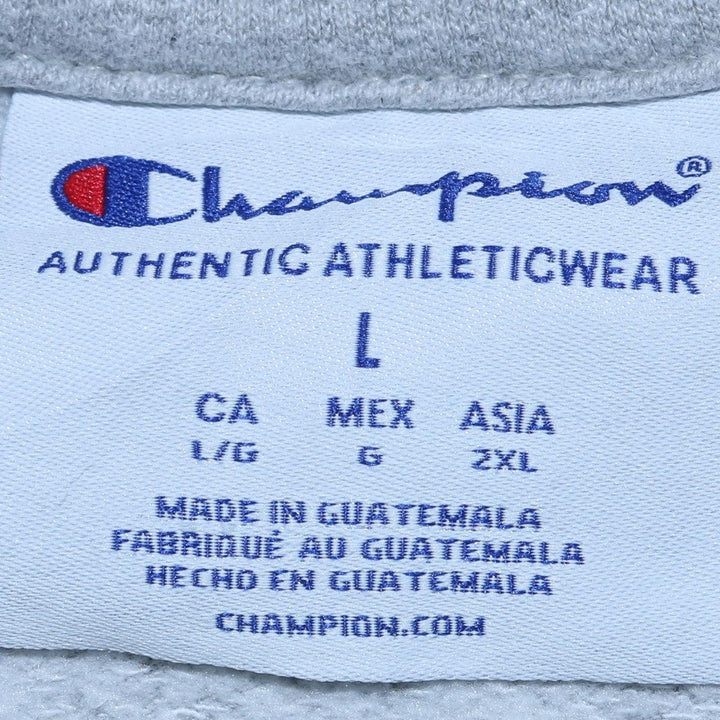 Champion®
AUTHENTIC ATHLETICWEAR
L
CA MEX ASIA
L/G G 2XL
MADE IN GUATEMALA
FABRIQUÉ AU GUATEMALA
HECHO EN GUATEMALA
CHAMPION.COM